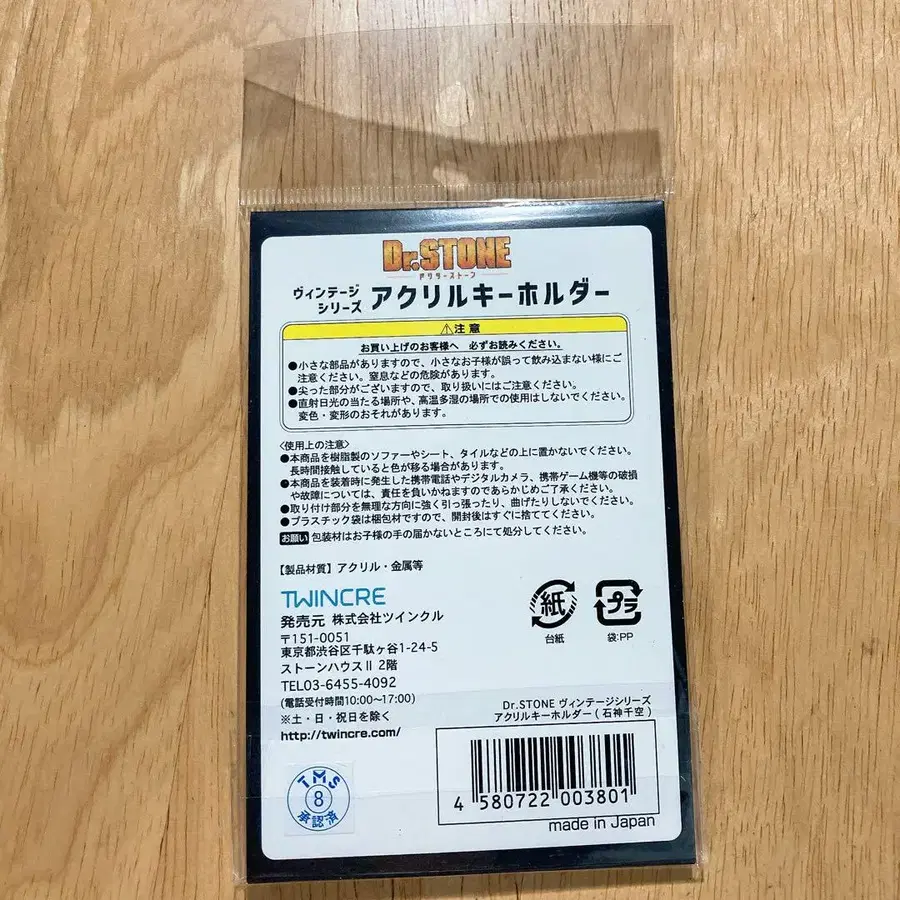 Dr.STONE
ドクターストーン
ヴィンテージ
シリーズ アクリルキーホルダー
⚠注意
お買い上げのお客様へ 必ずお読みください。
●小さな部品がありますので、小さなお子様が誤って飲み込まない様にご
注意ください。窒息などの危険があります。
●尖った部分がございますので、取り扱いにはご注意ください。
●直射日光の当たる場所や、高温多湿の場所での使用はしないでください。
変色・変形のおそれがあります。
〈使用上の注意〉
●本商品を樹脂製のソファーやシート、タイルなどの上に置かないでください。
長時間接触していると色が移る場合があります。
●本商品を装着時に発生した携帯電話やデジタルカメラ、携帯ゲーム機等の破損
や故障については、責任を負いかねますのであらかじめご了承ください。
●取り付け部分を無理な方向に強く引っ張ったり、曲げたりしないでください。
●プラスチック袋は梱包材ですので、開封後はすぐに捨ててください。
お願い 包装材はお子様の手の届かないところにて処分してください。
【製品材質】アクリル・金属等
TWINCRE
発売元 株式会社ツインクル
〒151-0051
東京都渋谷区千駄ヶ谷1-24-5
ストーンハウスⅡ 2階
TEL03-6455-4092
(電話受付時間10:00〜17:00)
※土・日・祝日を除く
http://twincre.com/
紙
台紙
プラ
袋:PP
Dr.STONE ヴィンテージシリーズ
アクリルキーホルダー(石神千空)
4 580722 003801
made in Japan
TMS
8
承認済